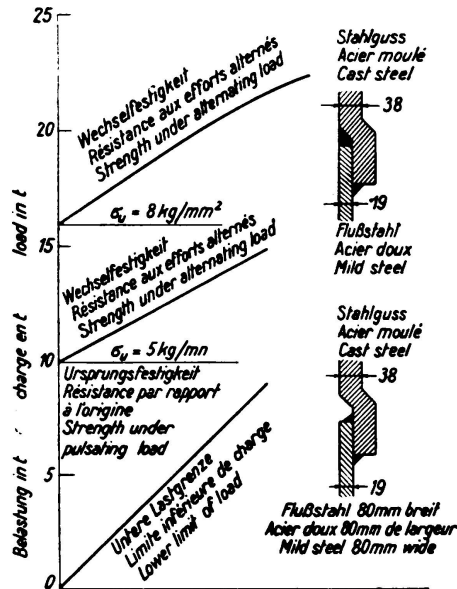 25
20
15
10
5
0
Belastung in t
charge en t
load in t
Wechselfestigkeit
Résistance aux efforts alternés
Strength under alternating load
σu = 8 kg/mm²
Wechselfestigkeit
Résistance aux efforts alternés
Strength under alternating load
σu = 5 kg/mn
Ursprungsfestigkeit
Résistance par rapport
à l'origine
Strength under
pulsating load
Untere Lastgrenze
Limite inférieure de charge
Lower limit of load
Stahlguss
Acier moulé
Cast steel
38
19
Flußstahl
Acier doux
Mild steel
Stahlguss
Acier moulé
Cast steel
38
19
Flußstahl 80mm breit
Acier doux 80mm de largeur
Mild steel 80mm wide